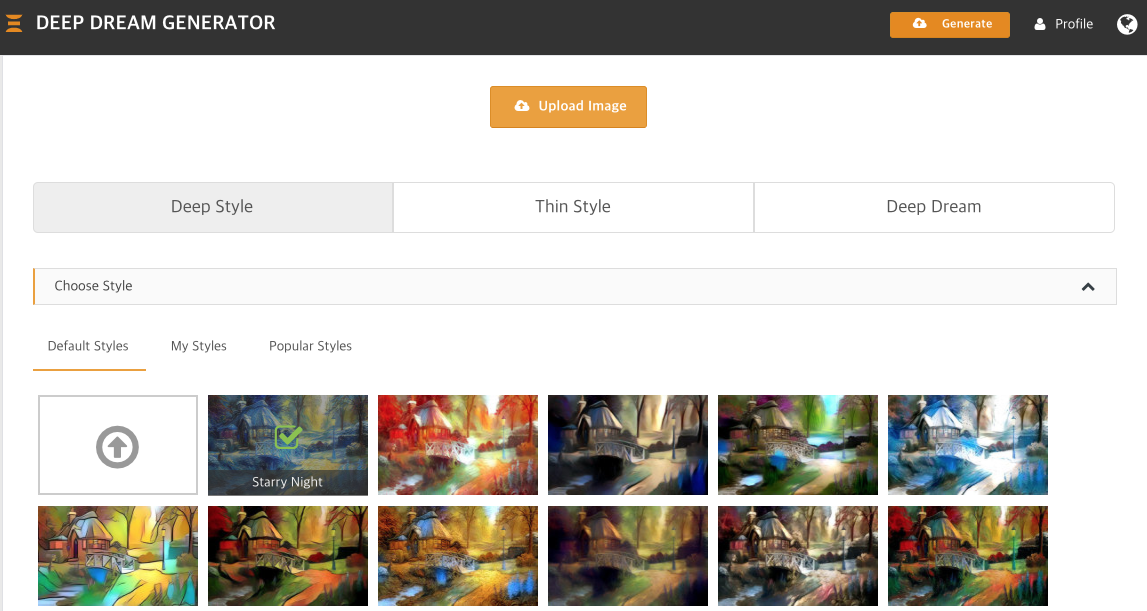 DEEP DREAM GENERATOR
Generate
Profile
Upload Image
Deep Style
Thin Style
Deep Dream
Choose Style
Default Styles
My Styles
Popular Styles
Starry Night